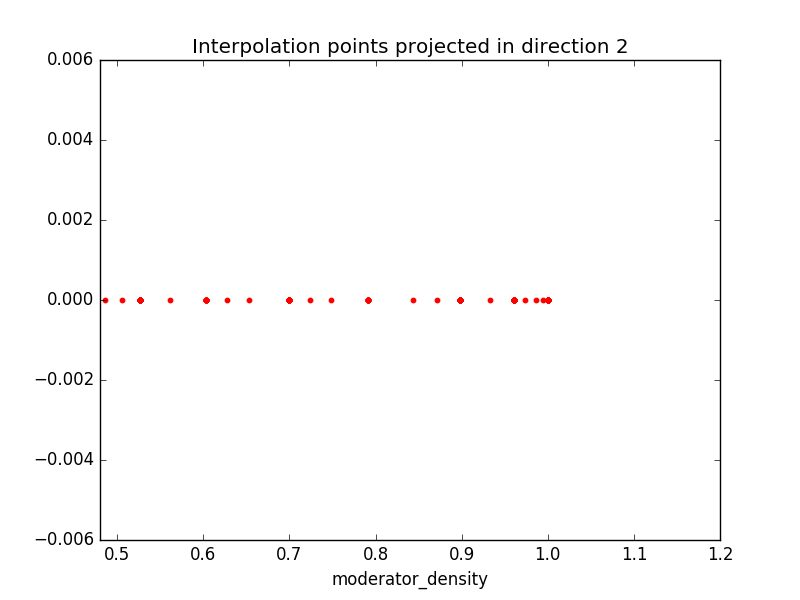 Interpolation points projected in direction 2
0.006
0.004
0.002
0.000
−0.002
−0.004
−0.006
0.5 0.6 0.7 0.8 0.9 1.0 1.1 1.2
moderator_density